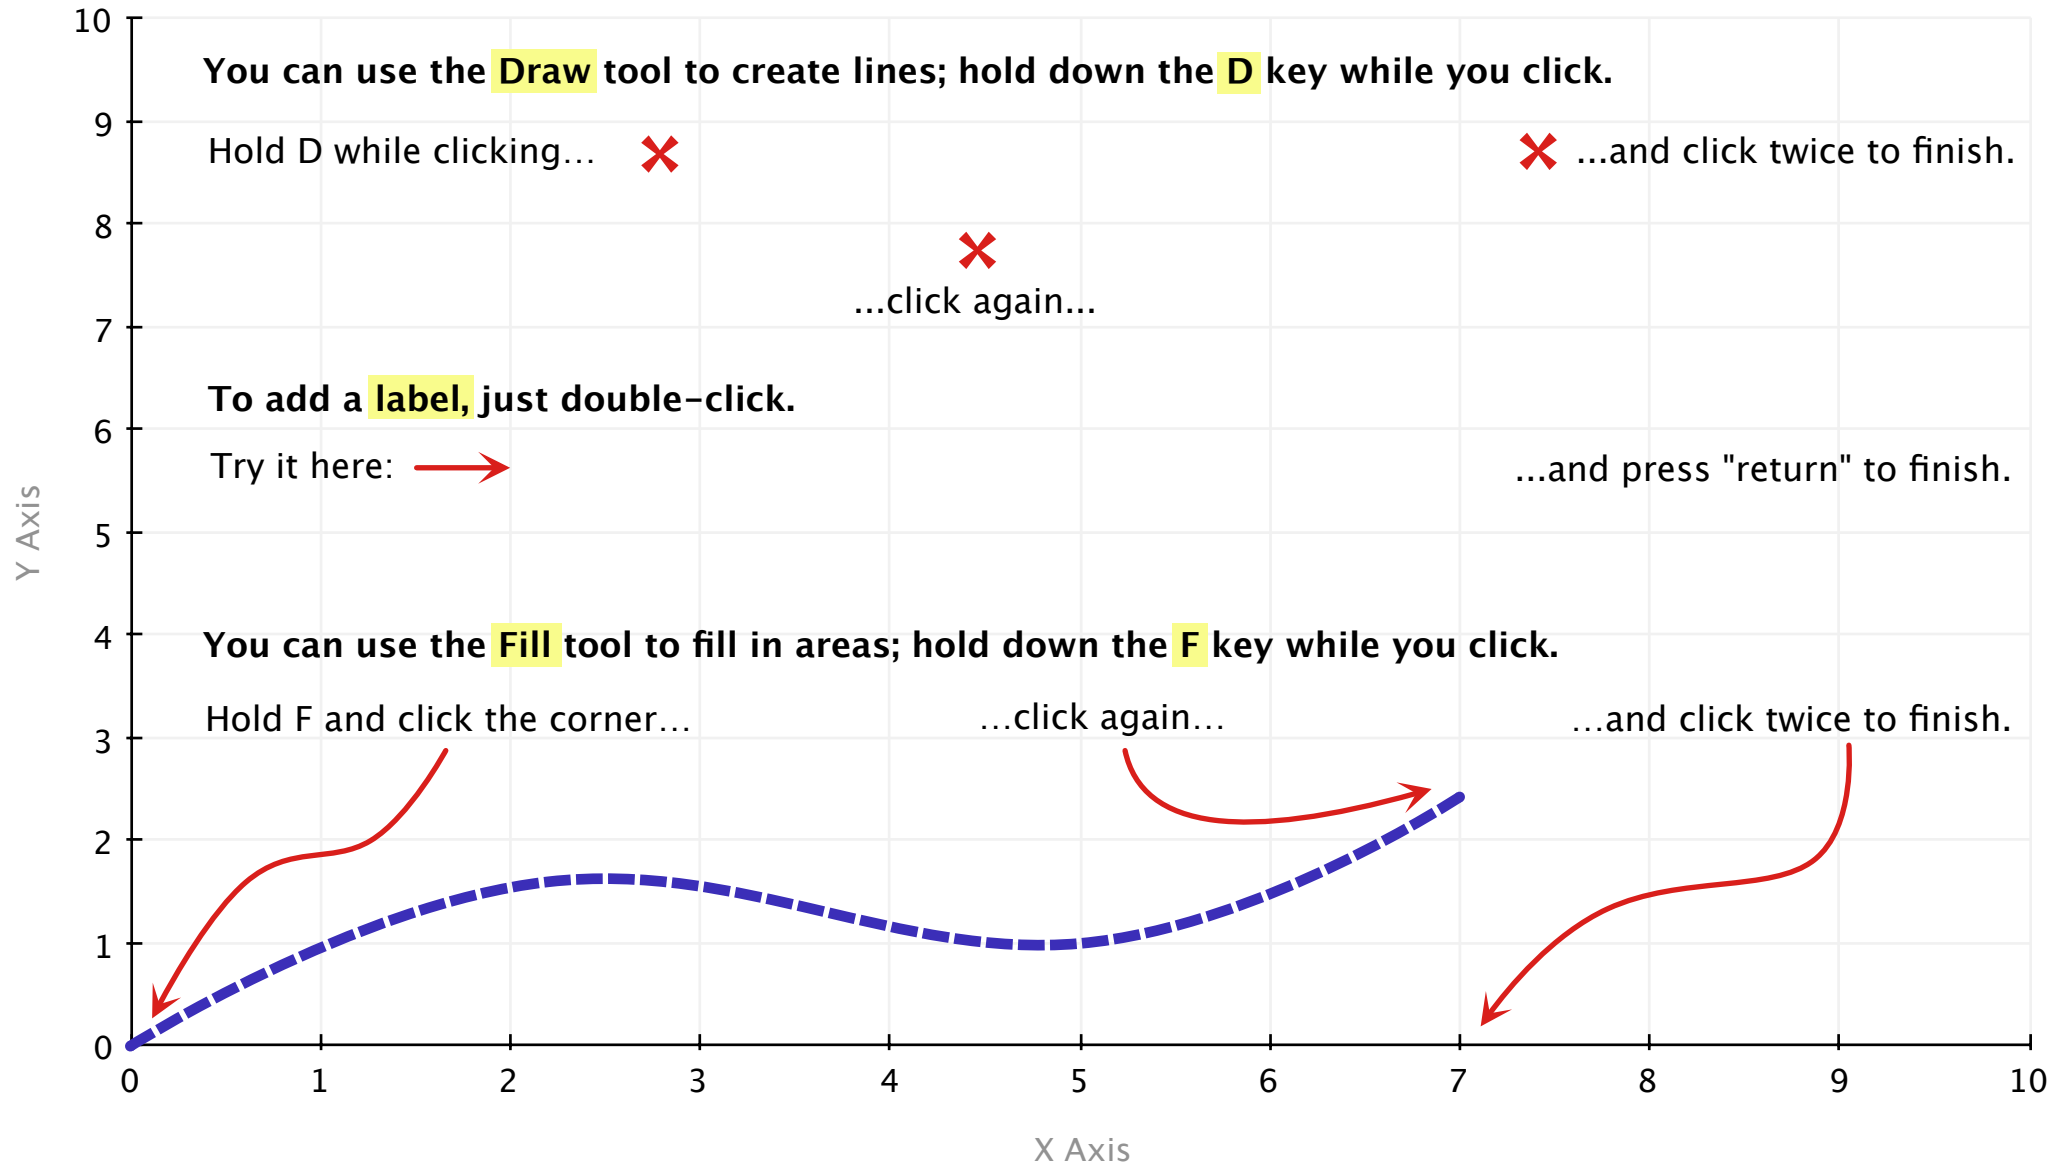 10
You can use the Draw tool to create lines; hold down the D key while you click.
9
Hold D while clicking…
...and click twice to finish.
8
...click again...
7
To add a label, just double-click.
6
Try it here:
...and press "return" to finish.
Y Axis
5
4
You can use the Fill tool to fill in areas; hold down the F key while you click.
Hold F and click the corner…
…click again…
…and click twice to finish.
3
2
1
0
0 1 2 3 4 5 6 7 8 9 10
X Axis